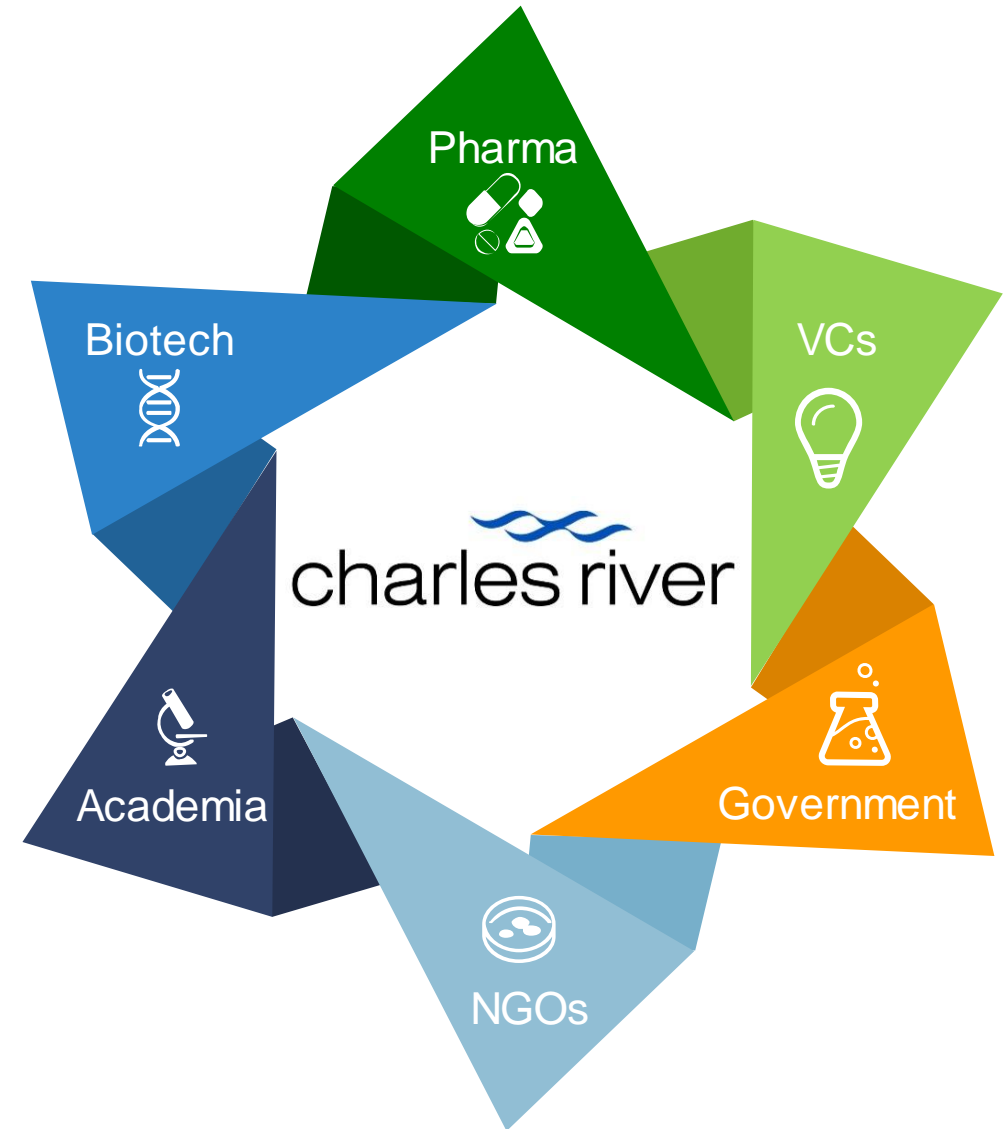 Pharma
Biotech
VCs
charles river
Academia
Government
NGOs